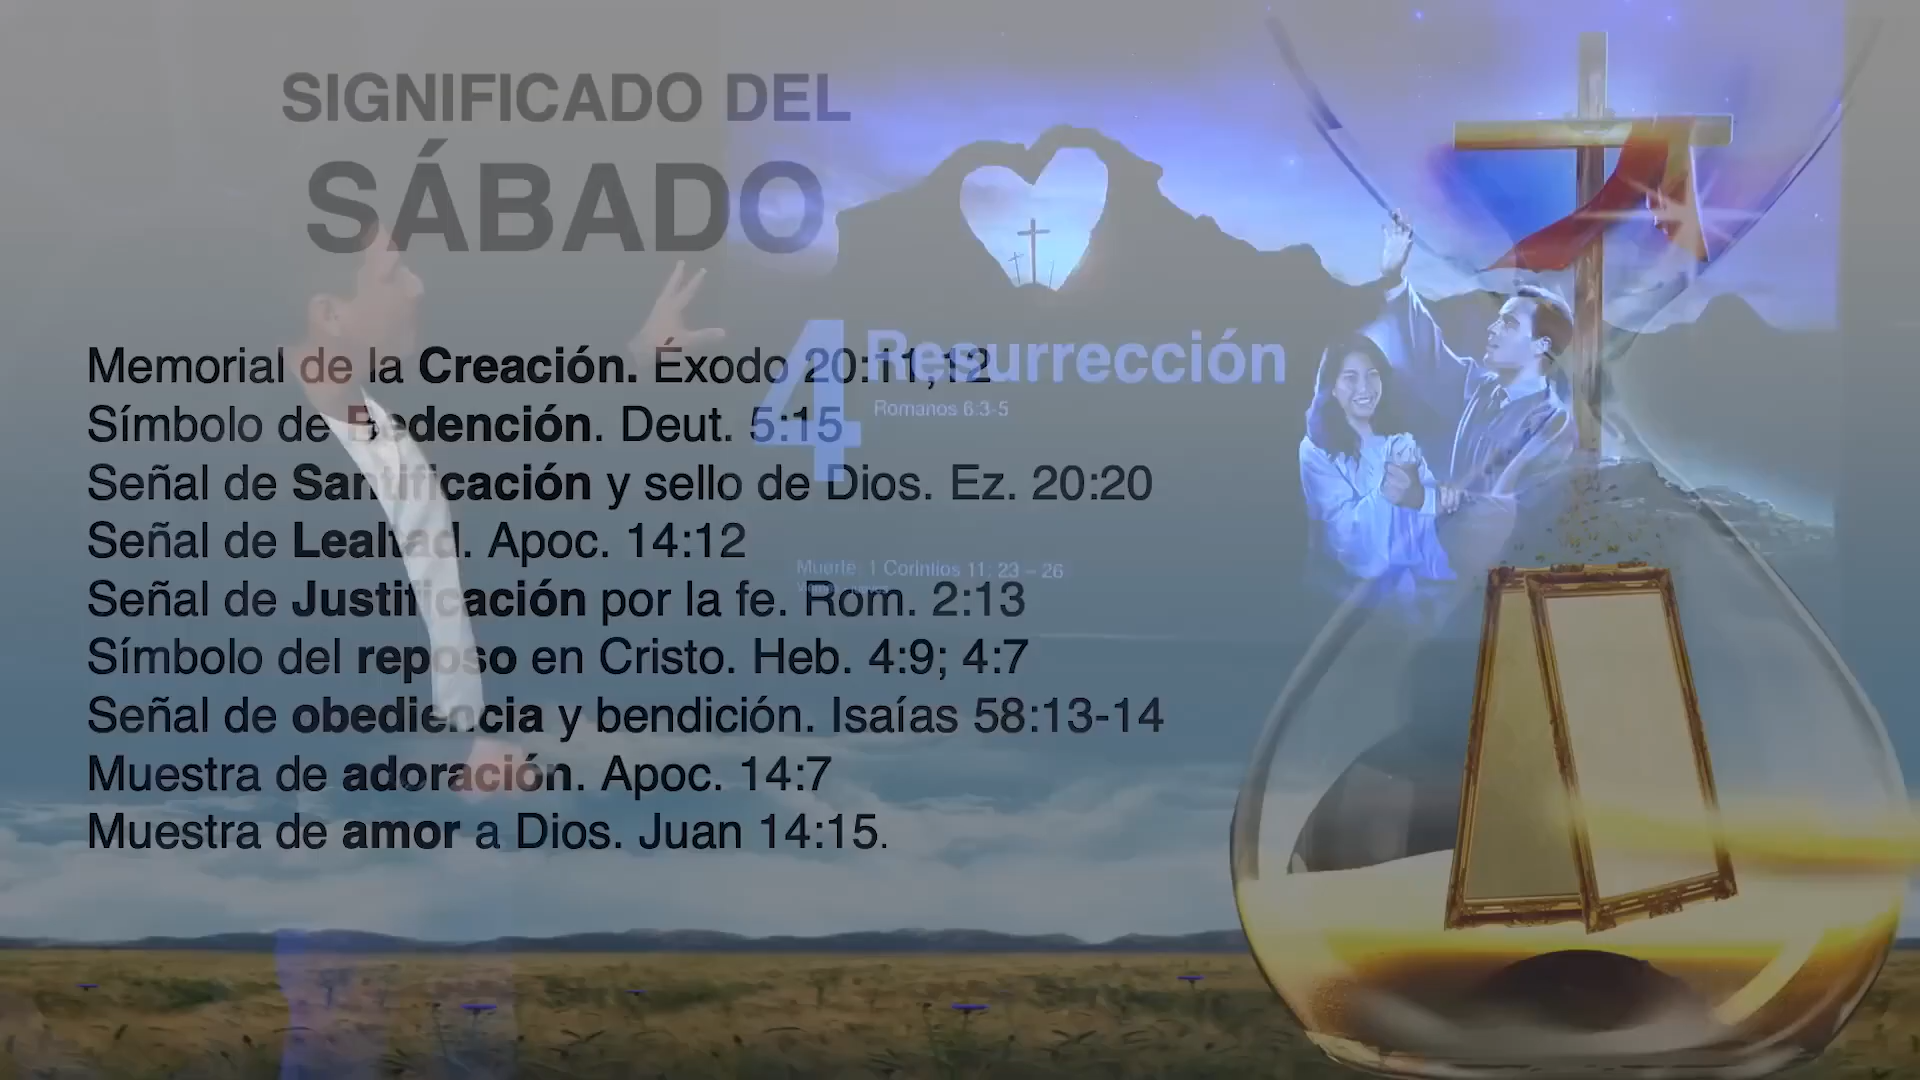 SIGNIFICADO DEL
SÁBADO
Memorial de la Creación. Éxodo 20:11,12
Símbolo de Redención. Deut. 5:15
Señal de Santificación y sello de Dios. Ez. 20:20
Señal de Lealtad. Apoc. 14:12
Señal de Justificación por la fe. Rom. 2:13
Símbolo del reposo en Cristo. Heb. 4:9; 4:7
Señal de obediencia y bendición. Isaías 58:13-14
Muestra de adoración. Apoc. 14:7
Muestra de amor a Dios. Juan 14:15.
4 Resurrección
Romanos 6:3-5
Muerte: 1 Corintios 11: 23 – 26